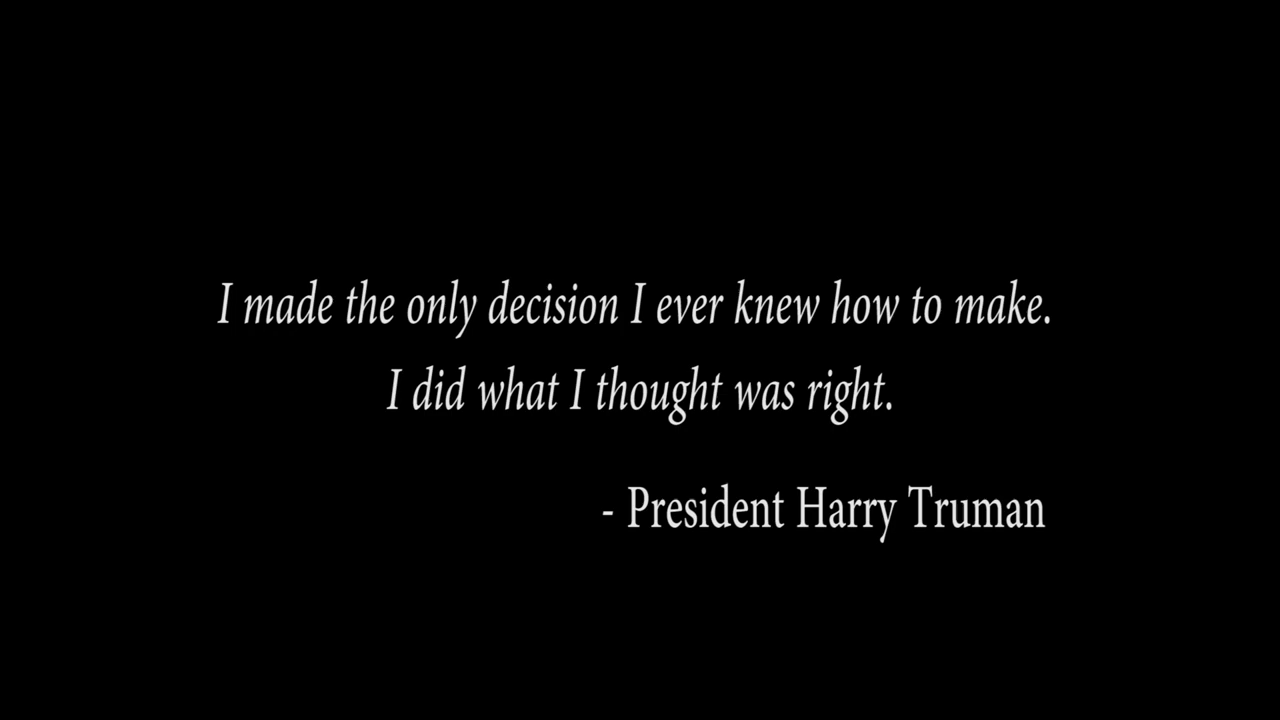 I made the only decision I ever knew how to make.
I did what I thought was right.
- President Harry Truman